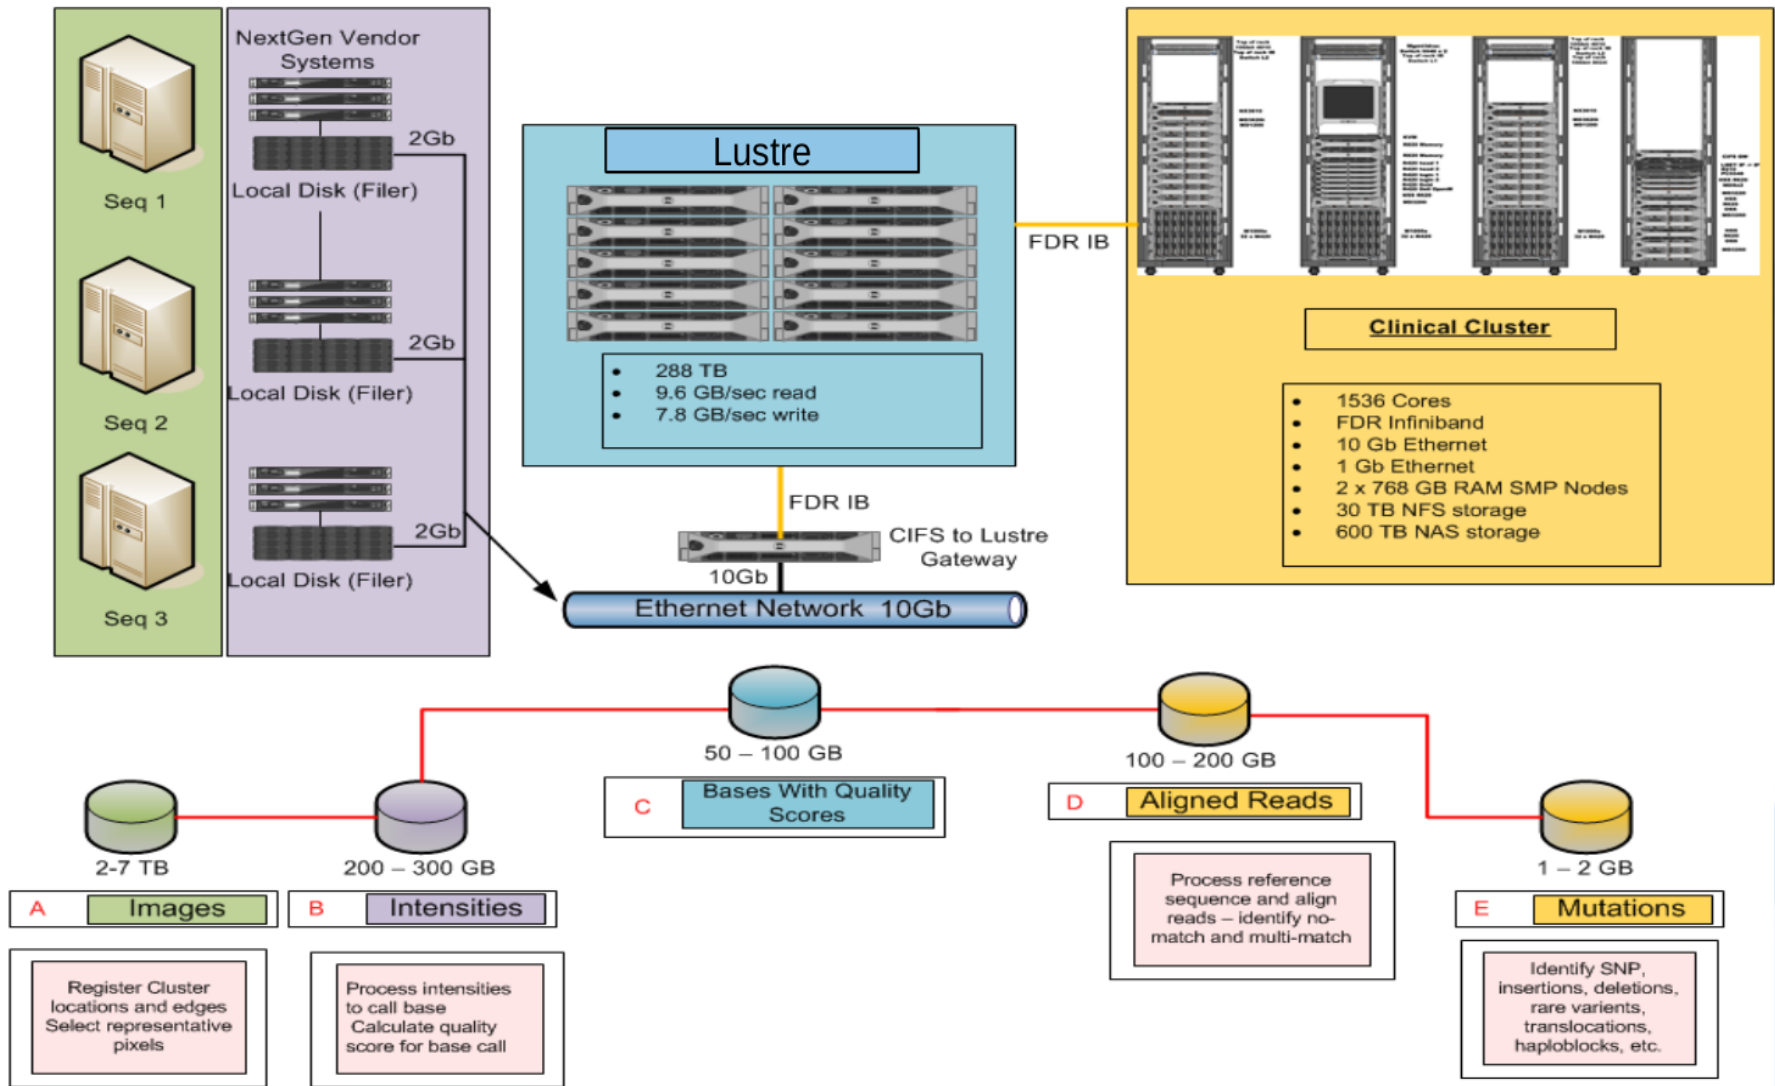 Seq 1
Seq 2
Seq 3
NextGen Vendor
Systems
2Gb
Local Disk (Filer)
2Gb
Local Disk (Filer)
2Gb
Local Disk (Filer)
Lustre
288 TB
9.6 GB/sec read
7.8 GB/sec write
FDR IB
FDR IB
CIFS to Lustre
Gateway
10Gb
Ethernet Network 10Gb
Clinical Cluster
1536 Cores
FDR Infiniband
10 Gb Ethernet
1 Gb Ethernet
2 x 768 GB RAM SMP Nodes
30 TB NFS storage
600 TB NAS storage
2-7 TB
A
Images
Register Cluster
locations and edges
Select representative
pixels
200 – 300 GB
B
Intensities
Process intensities
to call base
Calculate quality
score for base call
50 – 100 GB
C
Bases With Quality
Scores
100 – 200 GB
D
Aligned Reads
Process reference
sequence and align
reads – identify no-
match and multi-match
1 – 2 GB
E
Mutations
Identify SNP,
insertions, deletions,
rare varients,
translocations,
haploblocks, etc.